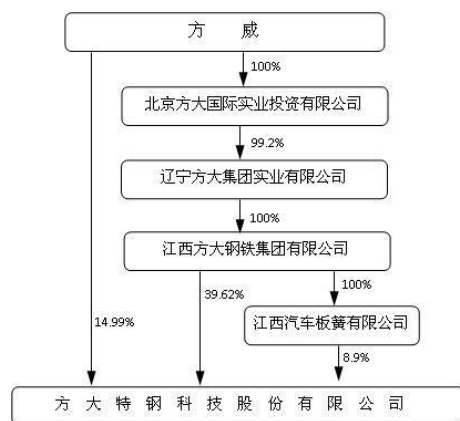 方 威
100%
北京方大国际实业投资有限公司
99.2%
辽宁方大集团实业有限公司
100%
江西方大钢铁集团有限公司
100%
39.62%
14.99%
江西汽车板簧有限公司
8.9%
方 大 特 钢 科 技 股 份 有 限 公 司